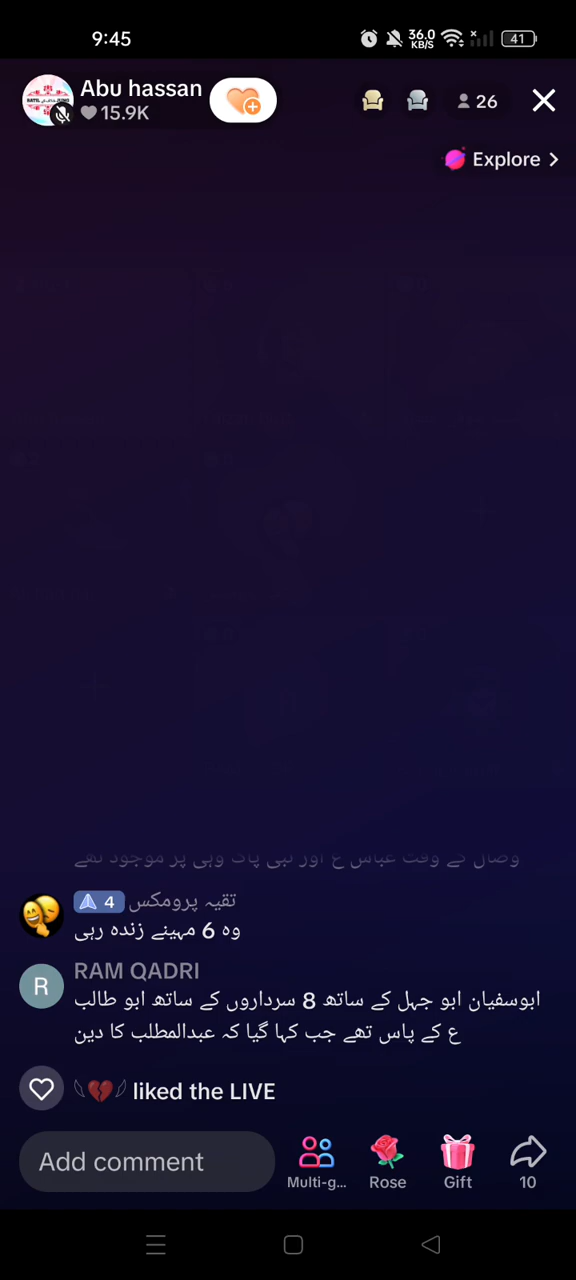 9:45
36.0
KB/S
41
Abu hassan
15.9K
26
Explore
وصال کے وقت عباس ع اور نبی پاک وہی پر موجود تھے
4 تقیہ پرومکس
وہ 6 مہینے زندہ رہی
R
RAM QADRI
ابوسفیان ابو جہل کے ساتھ 8 سرداروں کے ساتھ ابو طالب
ع کے پاس تھے جب کہا گیا کہ عبدالمطلب کا دین
💔 liked the LIVE
Add comment
Multi-g...
Rose
Gift
10